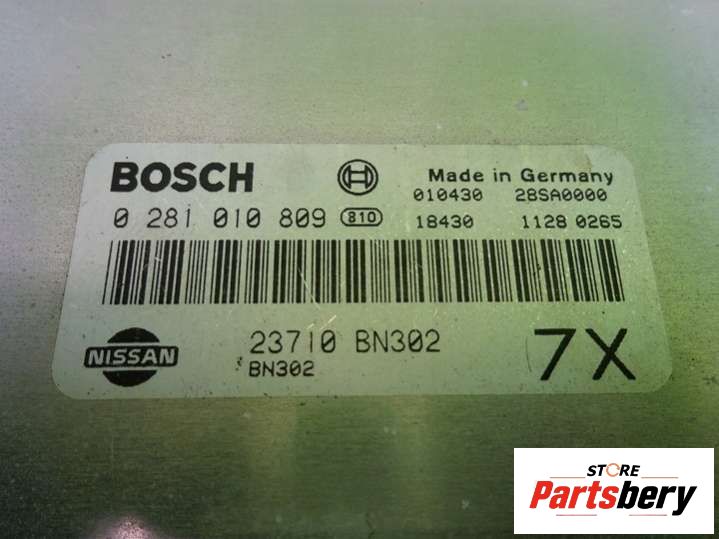 BOSCH Made in Germany
010430 28SA0000
0 281 010 809 810 18430 1128 0265
NISSAN 23710 BN302 7X
BN302
STORE
Partsbery